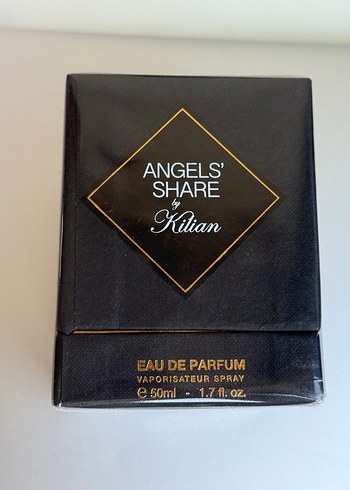 ANGELS'
SHARE
by
Kilian
EAU DE PARFUM
VAPORISATEUR SPRAY
℮ 50ml - 1.7 fl. oz.